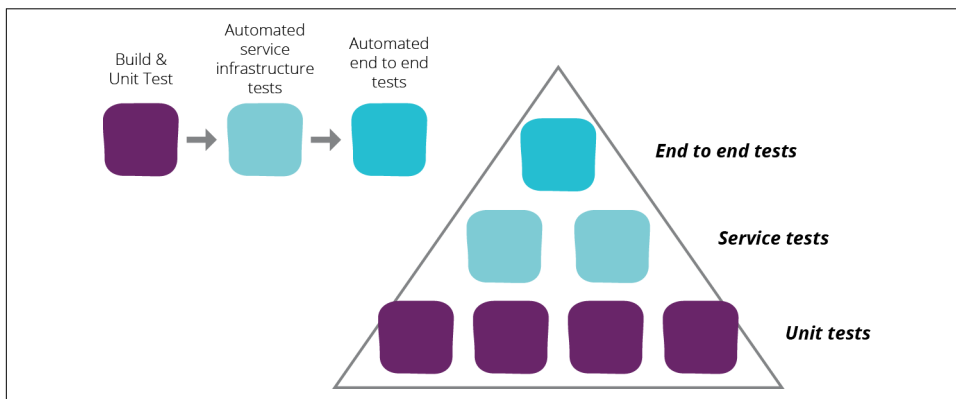 Build &
Unit Test
Automated
service
infrastructure
tests
Automated
end to end
tests
End to end tests
Service tests
Unit tests